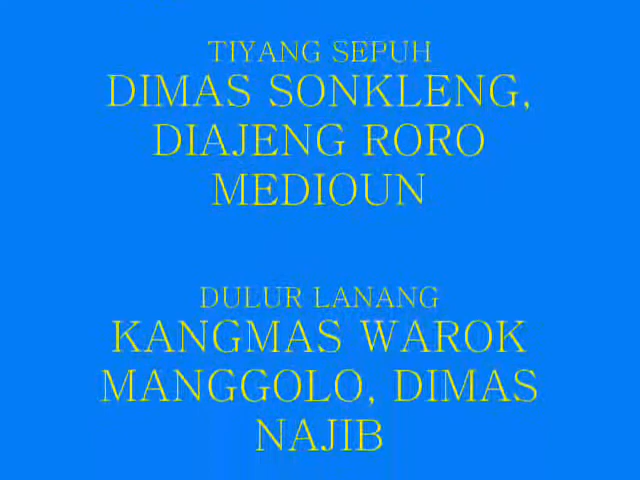 TIYANG SEPUH
DIMAS SONKLENG,
DIAJENG RORO
MEDIOUN
DULUR LANANG
KANGMAS WAROK
MANGGOLO, DIMAS
NAJIB